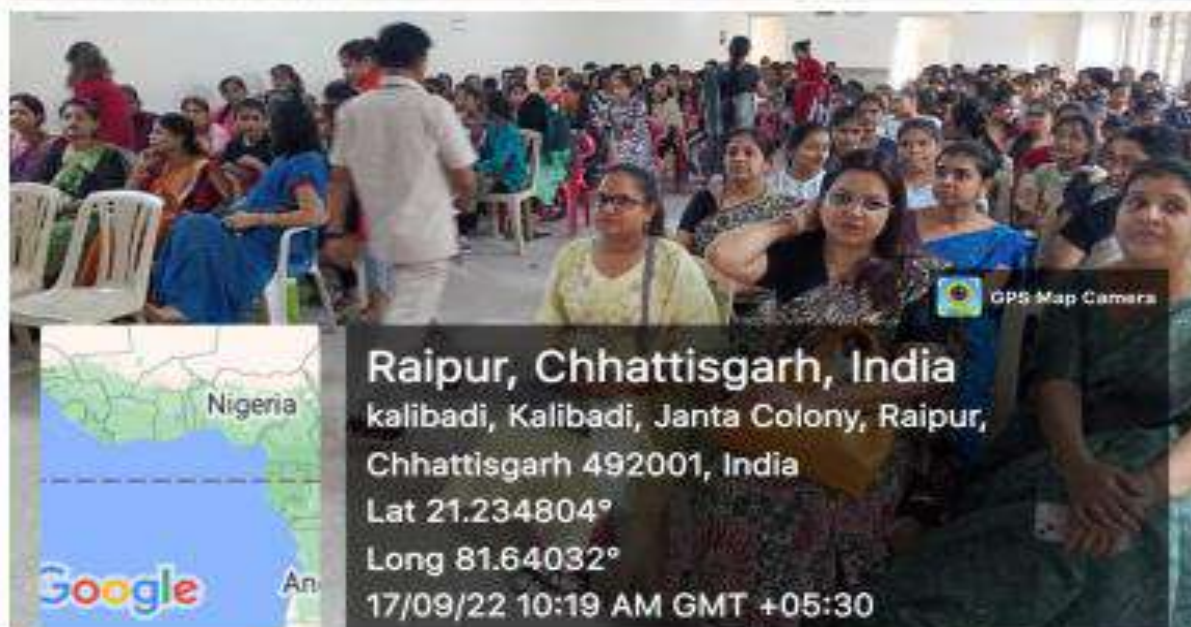 GPS Map Camera
Raipur, Chhattisgarh, India
kalibadi, Kalibadi, Janta Colony, Raipur,
Chhattisgarh 492001, India
Lat 21.234804°
Long 81.64032°
17/09/22 10:19 AM GMT +05:30
Nigeria
Google
An